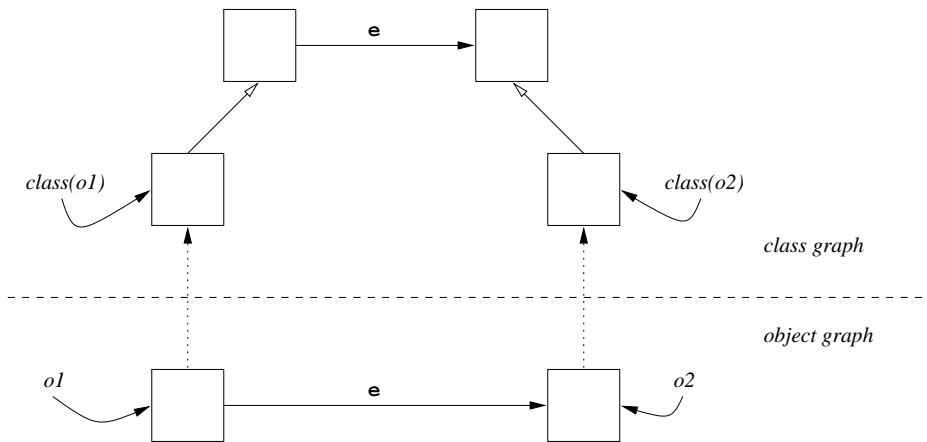 e
class(o1)
class(o2)
class graph
object graph
o1
e
o2